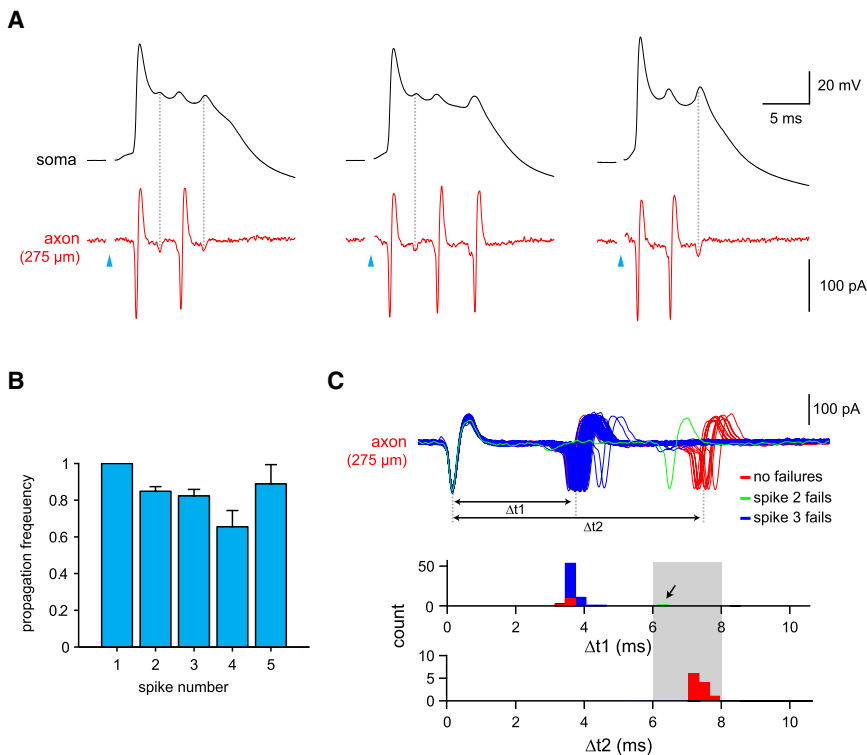 A
20 mV
5 ms
soma
axon
(275 µm)
100 pA
B
propagation freqeuency
1
0.8
0.6
0.4
0.2
0
1 2 3 4 5
spike number
C
100 pA
axon
(275 µm)
no failures
spike 2 fails
spike 3 fails
Δt1
Δt2
count
50
0
0 2 4 6 8 10
Δt1 (ms)
10
5
0
0 2 4 6 8 10
Δt2 (ms)